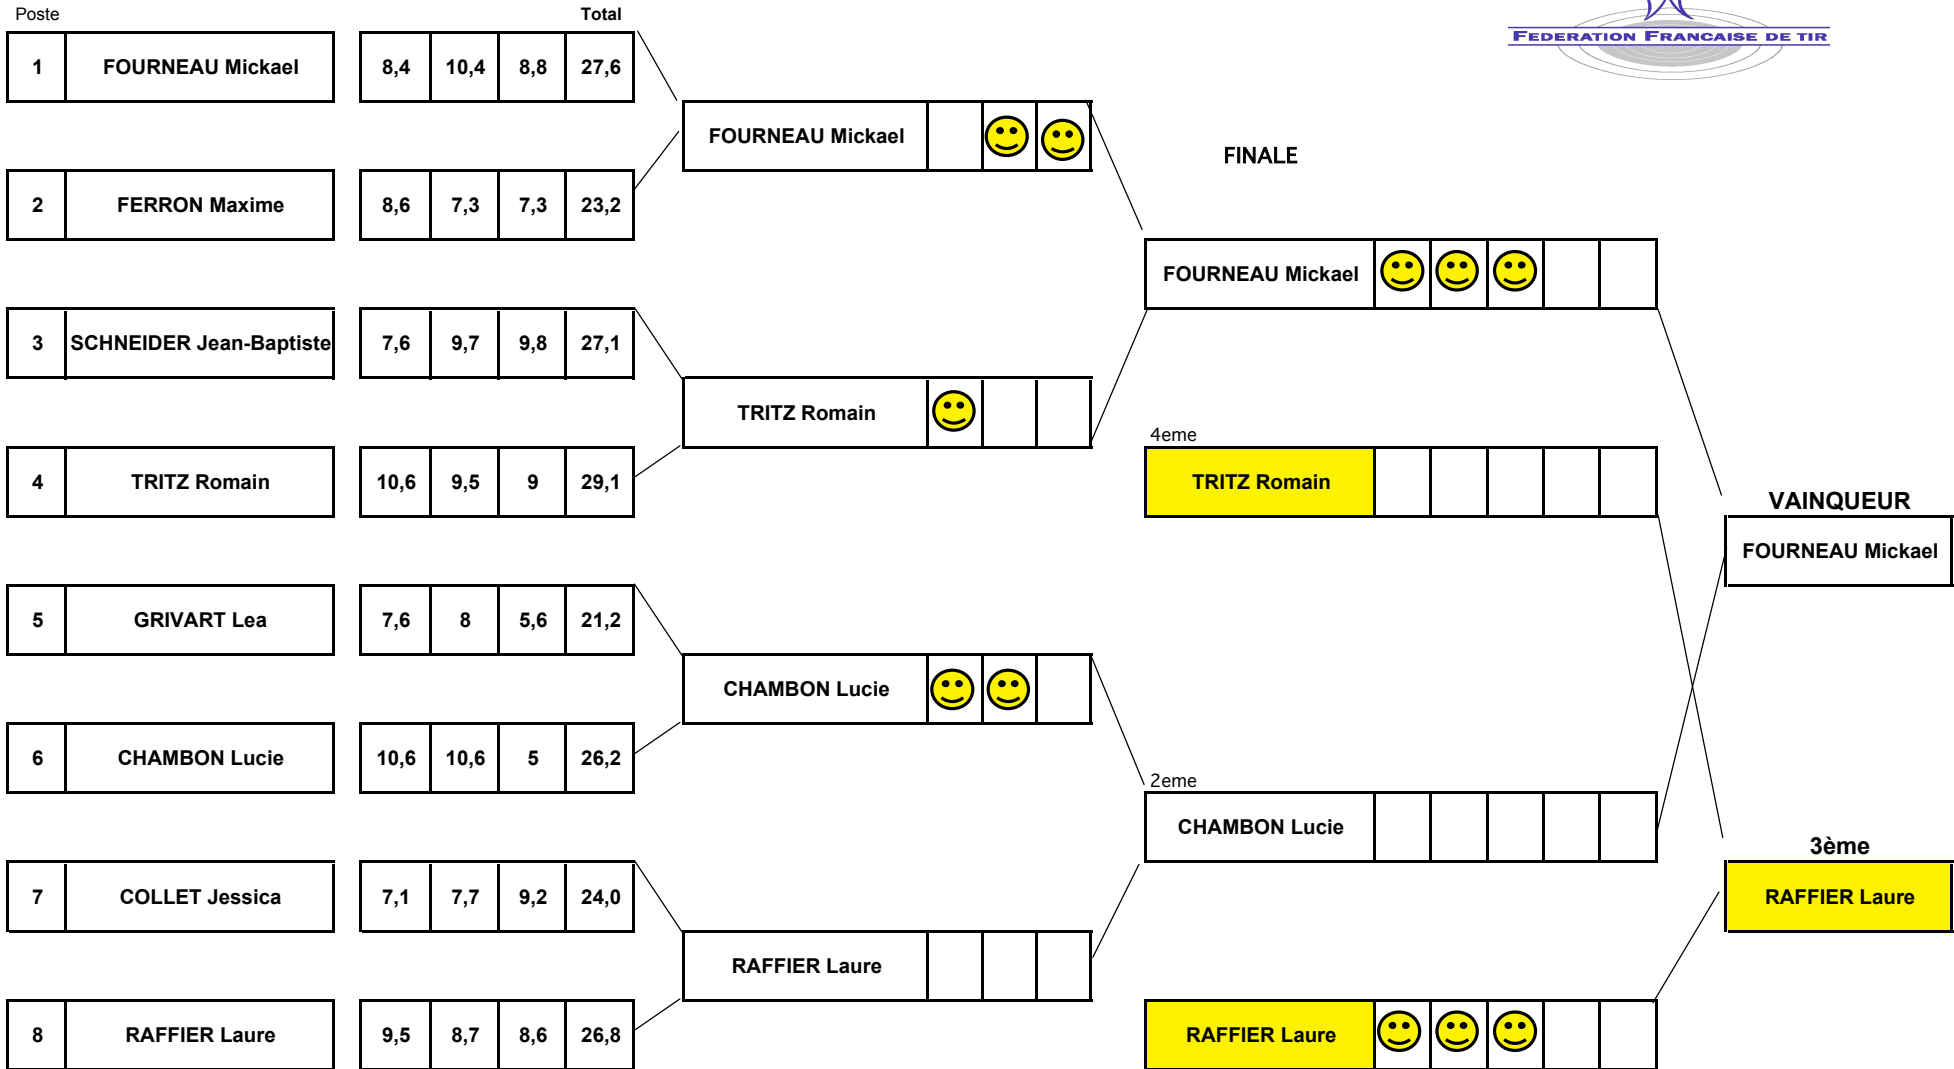 Poste Total
FEDERATION FRANCAISE DE TIR
1 FOURNEAU Mickael 8,4 10,4 8,8 27,6
FOURNEAU Mickael
FINALE
2 FERRON Maxime 8,6 7,3 7,3 23,2
FOURNEAU Mickael
3 SCHNEIDER Jean-Baptiste 7,6 9,7 9,8 27,1
TRITZ Romain
4eme
4 TRITZ Romain 10,6 9,5 9 29,1
TRITZ Romain
VAINQUEUR
FOURNEAU Mickael
5 GRIVART Lea 7,6 8 5,6 21,2
CHAMBON Lucie
6 CHAMBON Lucie 10,6 10,6 5 26,2
2eme
CHAMBON Lucie
3ème
7 COLLET Jessica 7,1 7,7 9,2 24,0
RAFFIER Laure
RAFFIER Laure
8 RAFFIER Laure 9,5 8,7 8,6 26,8
RAFFIER Laure